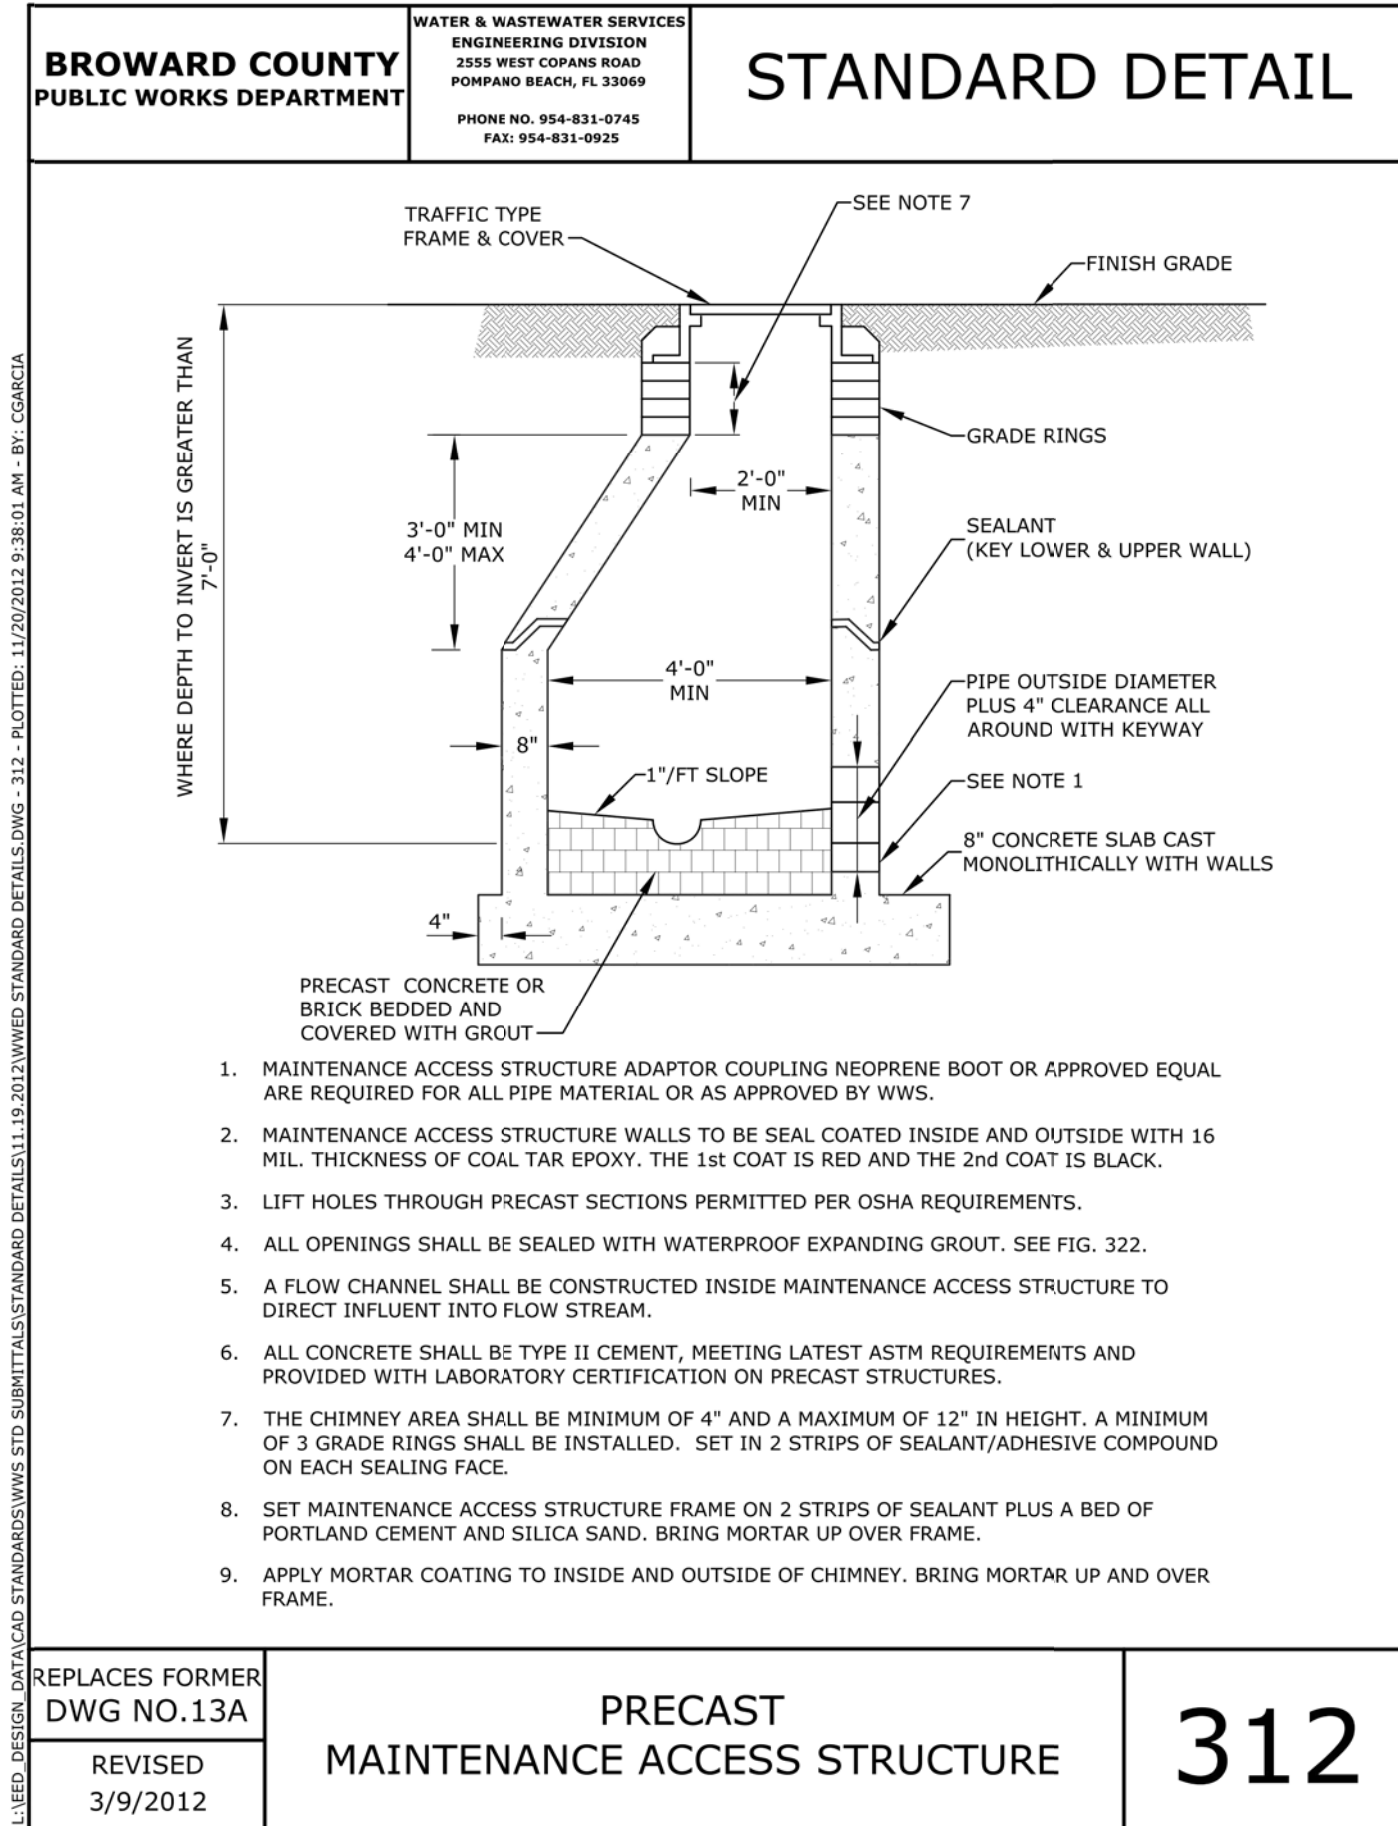 BROWARD COUNTY
PUBLIC WORKS DEPARTMENT
WATER & WASTEWATER SERVICES
ENGINEERING DIVISION
2555 WEST COPANS ROAD
POMPANO BEACH, FL 33069
PHONE NO. 954-831-0745
FAX: 954-831-0925
STANDARD DETAIL
TRAFFIC TYPE
FRAME & COVER
SEE NOTE 7
FINISH GRADE
WHERE DEPTH TO INVERT IS GREATER THAN
7'-0"
GRADE RINGS
2'-0"
MIN
3'-0" MIN
4'-0" MAX
SEALANT
(KEY LOWER & UPPER WALL)
4'-0"
MIN
PIPE OUTSIDE DIAMETER
PLUS 4" CLEARANCE ALL
AROUND WITH KEYWAY
8"
1"/FT SLOPE
SEE NOTE 1
8" CONCRETE SLAB CAST
MONOLITHICALLY WITH WALLS
4"
PRECAST CONCRETE OR
BRICK BEDDED AND
COVERED WITH GROUT
1. MAINTENANCE ACCESS STRUCTURE ADAPTOR COUPLING NEOPRENE BOOT OR APPROVED EQUAL
ARE REQUIRED FOR ALL PIPE MATERIAL OR AS APPROVED BY WWS.
2. MAINTENANCE ACCESS STRUCTURE WALLS TO BE SEAL COATED INSIDE AND OUTSIDE WITH 16
MIL. THICKNESS OF COAL TAR EPOXY. THE 1st COAT IS RED AND THE 2nd COAT IS BLACK.
3. LIFT HOLES THROUGH PRECAST SECTIONS PERMITTED PER OSHA REQUIREMENTS.
4. ALL OPENINGS SHALL BE SEALED WITH WATERPROOF EXPANDING GROUT. SEE FIG. 322.
5. A FLOW CHANNEL SHALL BE CONSTRUCTED INSIDE MAINTENANCE ACCESS STRUCTURE TO
DIRECT INFLUENT INTO FLOW STREAM.
6. ALL CONCRETE SHALL BE TYPE II CEMENT, MEETING LATEST ASTM REQUIREMENTS AND
PROVIDED WITH LABORATORY CERTIFICATION ON PRECAST STRUCTURES.
7. THE CHIMNEY AREA SHALL BE MINIMUM OF 4" AND A MAXIMUM OF 12" IN HEIGHT. A MINIMUM
OF 3 GRADE RINGS SHALL BE INSTALLED. SET IN 2 STRIPS OF SEALANT/ADHESIVE COMPOUND
ON EACH SEALING FACE.
8. SET MAINTENANCE ACCESS STRUCTURE FRAME ON 2 STRIPS OF SEALANT PLUS A BED OF
PORTLAND CEMENT AND SILICA SAND. BRING MORTAR UP OVER FRAME.
9. APPLY MORTAR COATING TO INSIDE AND OUTSIDE OF CHIMNEY. BRING MORTAR UP AND OVER
FRAME.
L:\EED_DESIGN_DATA\CAD STANDARDS\WWS STD SUBMITTALS\STANDARD DETAILS\11.19.2012\WWED STANDARD DETAILS.DWG - 312 - PLOTTED: 11/20/2012 9:38:01 AM - BY: CGARCIA
REPLACES FORMER
DWG NO.13A
REVISED
3/9/2012
PRECAST
MAINTENANCE ACCESS STRUCTURE
312